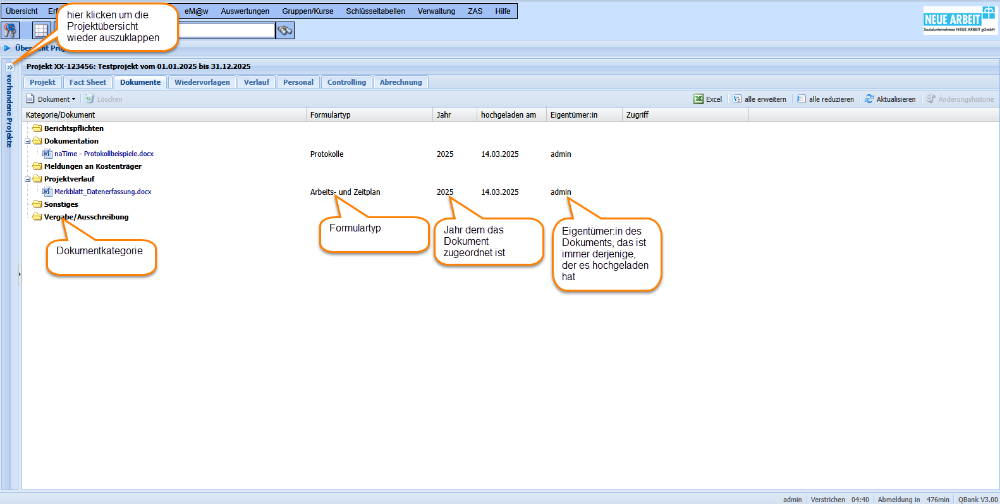 Übersicht
eM@w Auswertungen Gruppen/Kurse Schlüsseltabellen Verwaltung ZAS Hilfe
hier klicken um die
Projektübersicht
wieder auszuklappen
NEUE ARBEIT
Sozialunternehmen NEUE ARBEIT gGmbH
vorhandene Projekte
Projekt XX-123456: Testprojekt vom 01.01.2025 bis 31.12.2025
Projekt Fact Sheet Dokumente Wiedervorlagen Verlauf Personal Controlling Abrechnung
Dokument Löschen Excel alle erweitern alle reduzieren Aktualisieren Änderungshistorie
Kategorie/Dokument Formulartyp Jahr hochgeladen am Eigentümer:in Zugriff
Berichtspflichten
Dokumentation
naTime - Protokollbeispiele.docx Protokolle 2025 14.03.2025 admin
Meldungen an Kostenträger
Projektverlauf
Merkblatt_Datenerfassung.docx Arbeits- und Zeitplan 2025 14.03.2025 admin
Sonstiges
Vergabe/Ausschreibung
Dokumentkategorie
Formulartyp
Jahr dem das
Dokument
zugeordnet ist
Eigentümer:in des
Dokuments, das ist
immer derjenige,
der es hochgeladen
hat
admin Verstrichen 04:40 Abmeldung in 476min QBank V3.00